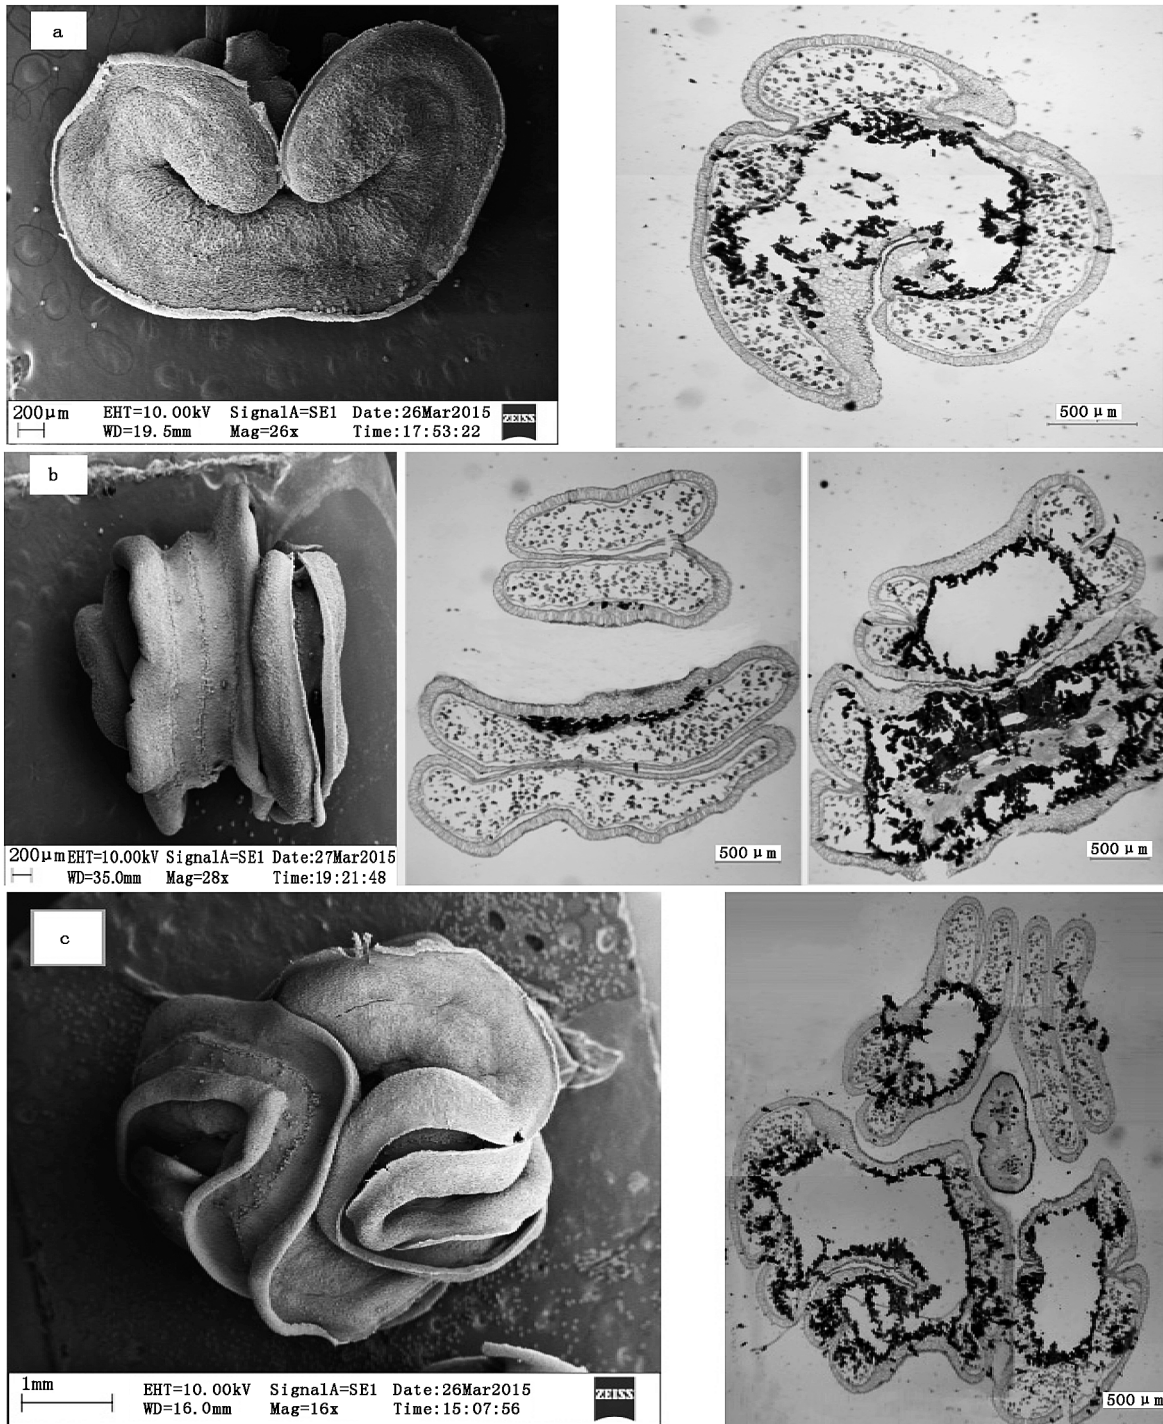 a
200μm EHT=10.00kV SignalA=SE1 Date:26Mar2015 ZEISS
WD=19.5mm Mag=26x Time:17:53:22
500 μm
b
200μm EHT=10.00kV SignalA=SE1 Date:27Mar2015
WD=35.0mm Mag=28x Time:19:21:48
500 μm
500 μm
c
1mm EHT=10.00kV SignalA=SE1 Date:26Mar2015 ZEISS
WD=16.0mm Mag=16x Time:15:07:56
500 μm